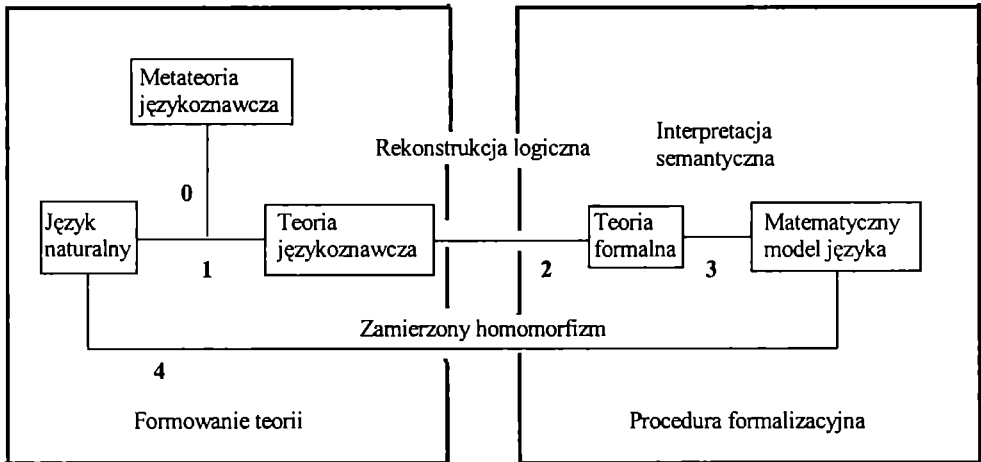 Metateoria
językoznawcza
Rekonstrukcja logiczna
Interpretacja
semantyczna
0
Język
naturalny
1
Teoria
językoznawcza
2
Teoria
formalna
3
Matematyczny
model języka
Zamierzony homomorfizm
4
Formowanie teorii
Procedura formalizacyjna